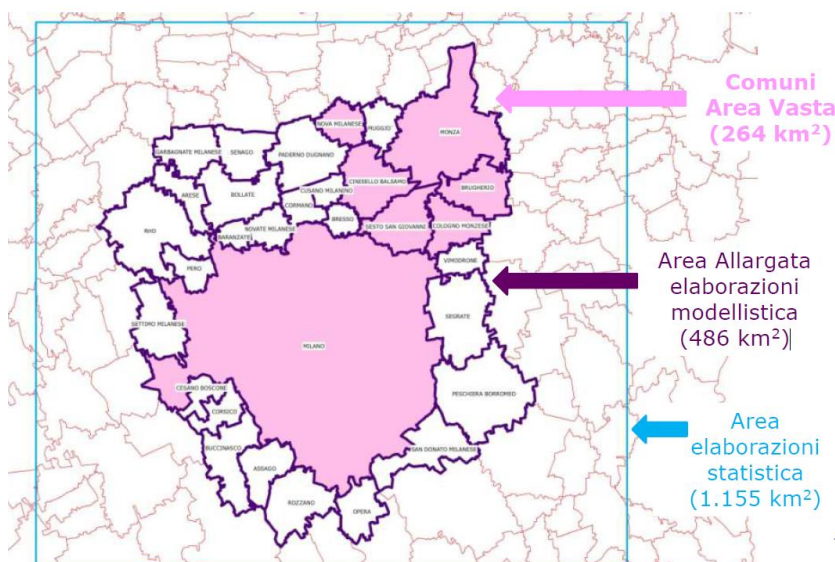 Comuni
Area Vasta
(264 km²)
NOVA MILANESE
MUGGIO
MONZA
GARBAGNATE MILANESE
SENAGO
PADERNO DUGNANO
CINISELLO BALSAMO
BRUGHERIO
ARESE
BOLLATE
CUSANO MILANINO
CORMANO
BRESSO
SESTO SAN GIOVANNI
COLOGNO MONZESE
RHO
NOVATE MILANESE
BARANZATE
VIMODRONE
PERO
Area Allargata
elaborazioni
modellistica
(486 km²)
SETTIMO MILANESE
SEGRATE
MILANO
CESANO BOSCONE
PESCHIERA BORROMEO
CORSICO
Area
elaborazioni
statistica
(1.155 km²)
BUCCINASCO
SAN DONATO MILANESE
ASSAGO
ROZZANO
OPERA